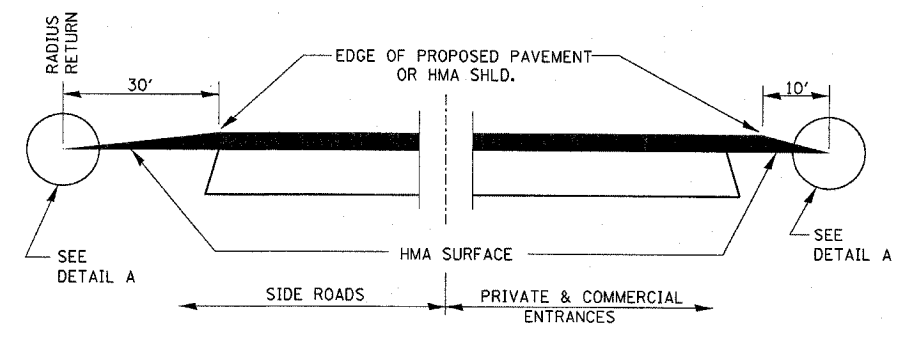 RADIUS
RETURN
30'
EDGE OF PROPOSED PAVEMENT
OR HMA SHLD.
10'
SEE
DETAIL A
HMA SURFACE
SEE
DETAIL A
SIDE ROADS
PRIVATE & COMMERCIAL
ENTRANCES